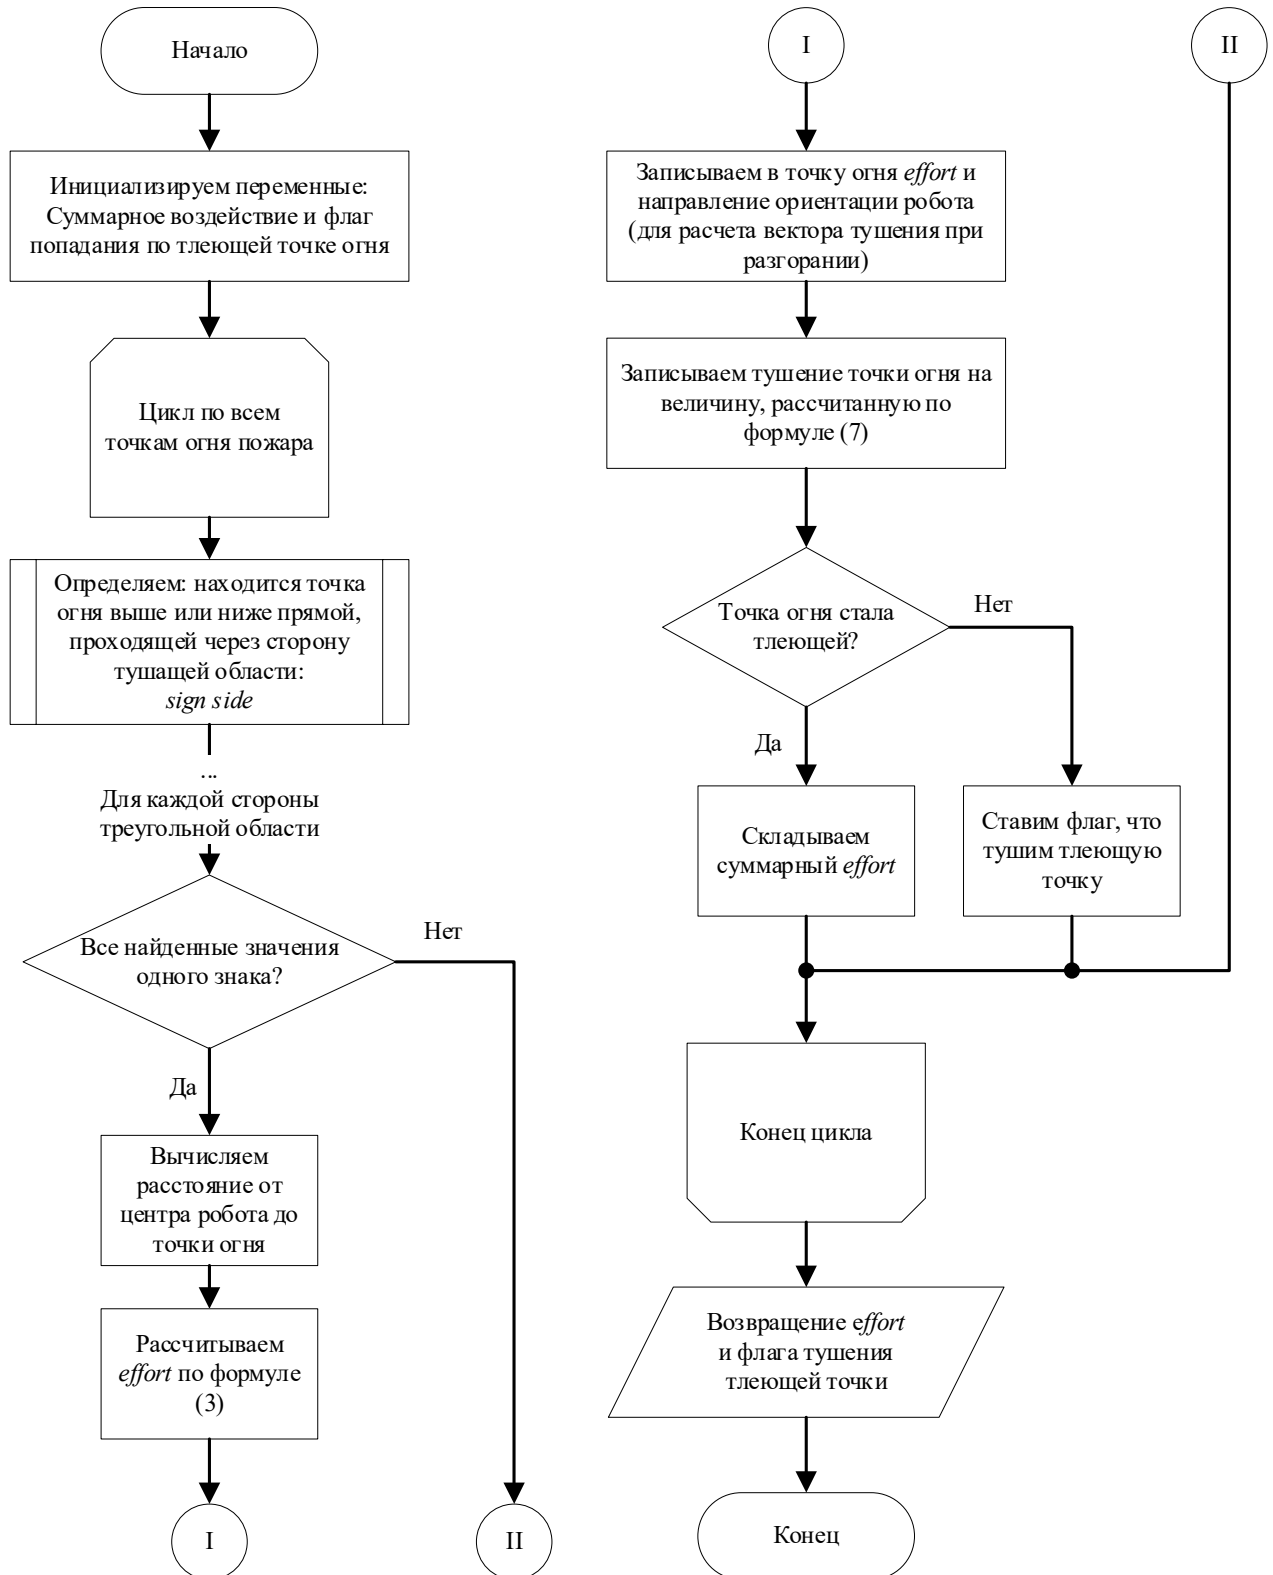 Начало
Инициализируем переменные:
Суммарное воздействие и флаг
попадания по тлеющей точке огня
Цикл по всем
точкам огня пожара
Определяем: находится точка
огня выше или ниже прямой,
проходящей через сторону
тушащей области:
sign side
...
Для каждой стороны
треугольной области
Все найденные значения
одного знака?
Нет
Да
Вычисляем
расстояние от
центра робота до
точки огня
Рассчитываем
effort по формуле
(3)
I
II
I
II
Записываем в точку огня effort и
направление ориентации робота
(для расчета вектора тушения при
разгорании)
Записываем тушение точки огня на
величину, рассчитанную по
формуле (7)
Точка огня стала
тлеющей?
Нет
Да
Складываем
суммарный effort
Ставим флаг, что
тушим тлеющую
точку
Конец цикла
Возвращение effort
и флага тушения
тлеющей точки
Конец